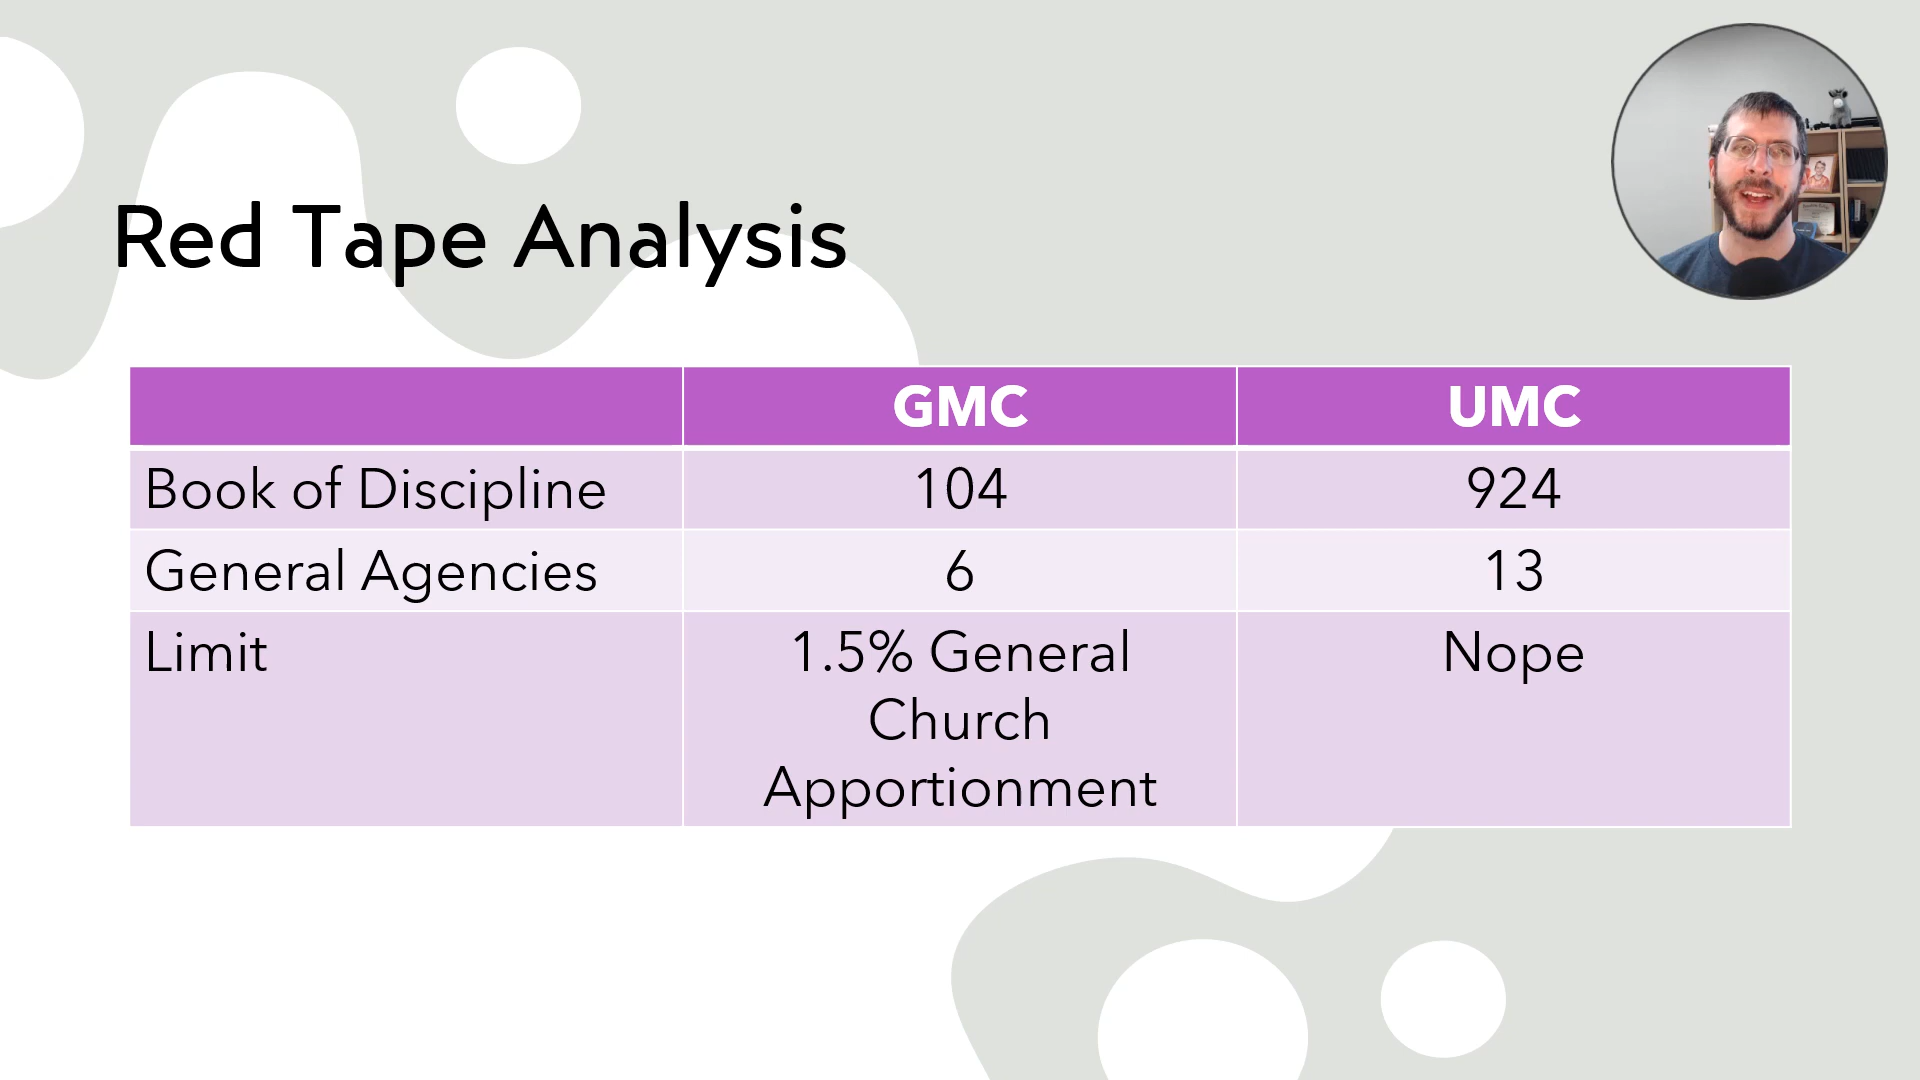 Red Tape Analysis
GMC UMC
Book of Discipline 104 924
General Agencies 6 13
Limit 1.5% General Nope
Church
Apportionment